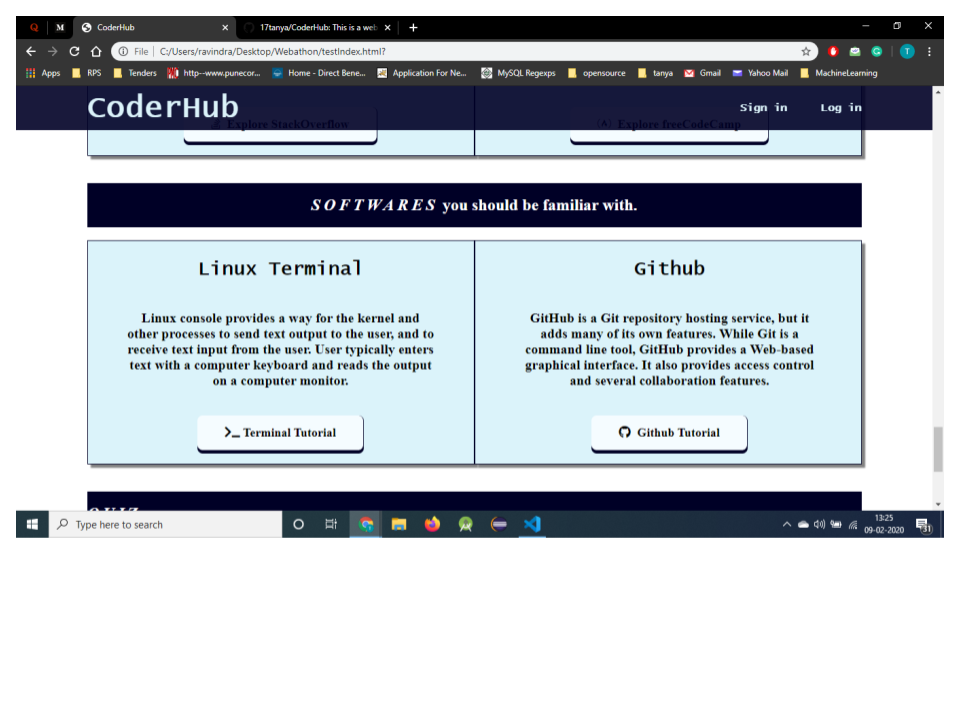 Q M CoderHub × 17tanya/CoderHub: This is a web × +
File | C:/Users/ravindra/Desktop/Webathon/testIndex.html?
T
Apps RPS Tenders http--www.punecor... Home - Direct Bene... Application For Ne... MySQL Regexps opensource tanya Gmail Yahoo Mail MachineLearning
CoderHub Sign in Log in
Explore StackOverflow (Λ) Explore freeCodeCamp
SOFTWARES you should be familiar with.
Linux Terminal
Linux console provides a way for the kernel and
other processes to send text output to the user, and to
receive text input from the user. User typically enters
text with a computer keyboard and reads the output
on a computer monitor.
>_ Terminal Tutorial
Github
GitHub is a Git repository hosting service, but it
adds many of its own features. While Git is a
command line tool, GitHub provides a Web-based
graphical interface. It also provides access control
and several collaboration features.
Github Tutorial
QUIZ
Type here to search
13:25
09-02-2020
31